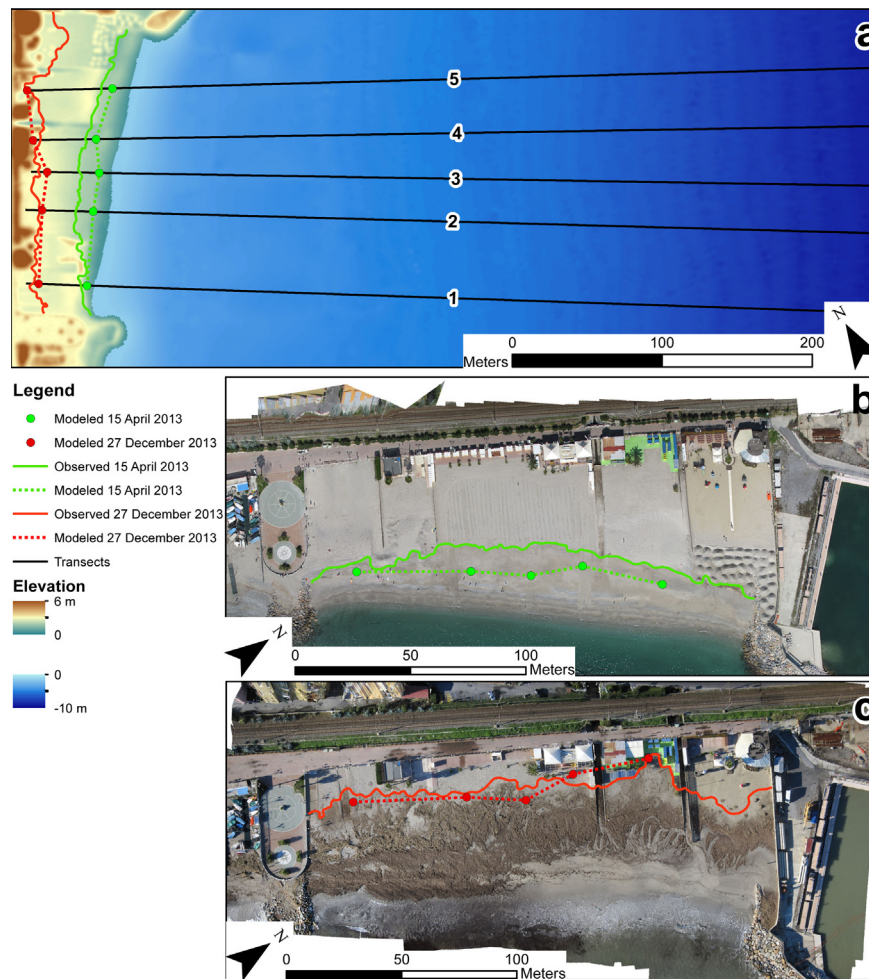 a
5
4
3
2
1
N
0 100 200
Meters
Legend
Modeled 15 April 2013
Modeled 27 December 2013
Observed 15 April 2013
Modeled 15 April 2013
Observed 27 December 2013
Modeled 27 December 2013
Transects
Elevation
6 m
0
0
-10 m
b
N
0 50 100
Meters
c
N
0 50 100
Meters